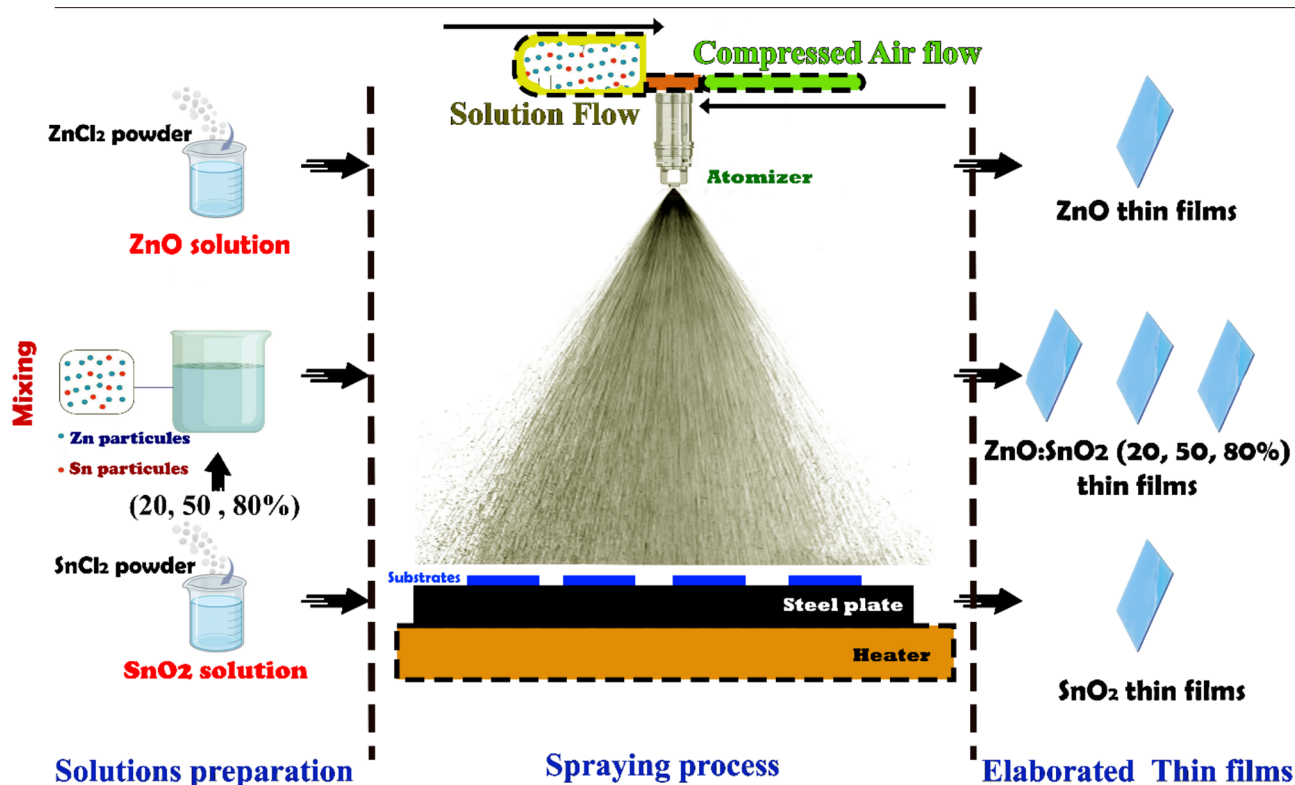 ZnCl₂ powder
ZnO solution
Mixing
Zn particules
Sn particules
(20, 50 , 80%)
SnCl₂ powder
SnO2 solution
Solutions preparation
Compressed Air flow
Solution Flow
Atomizer
Substrates
Steel plate
Heater
Spraying process
ZnO thin films
ZnO:SnO₂ (20, 50, 80%)
thin films
SnO₂ thin films
Elaborated Thin films